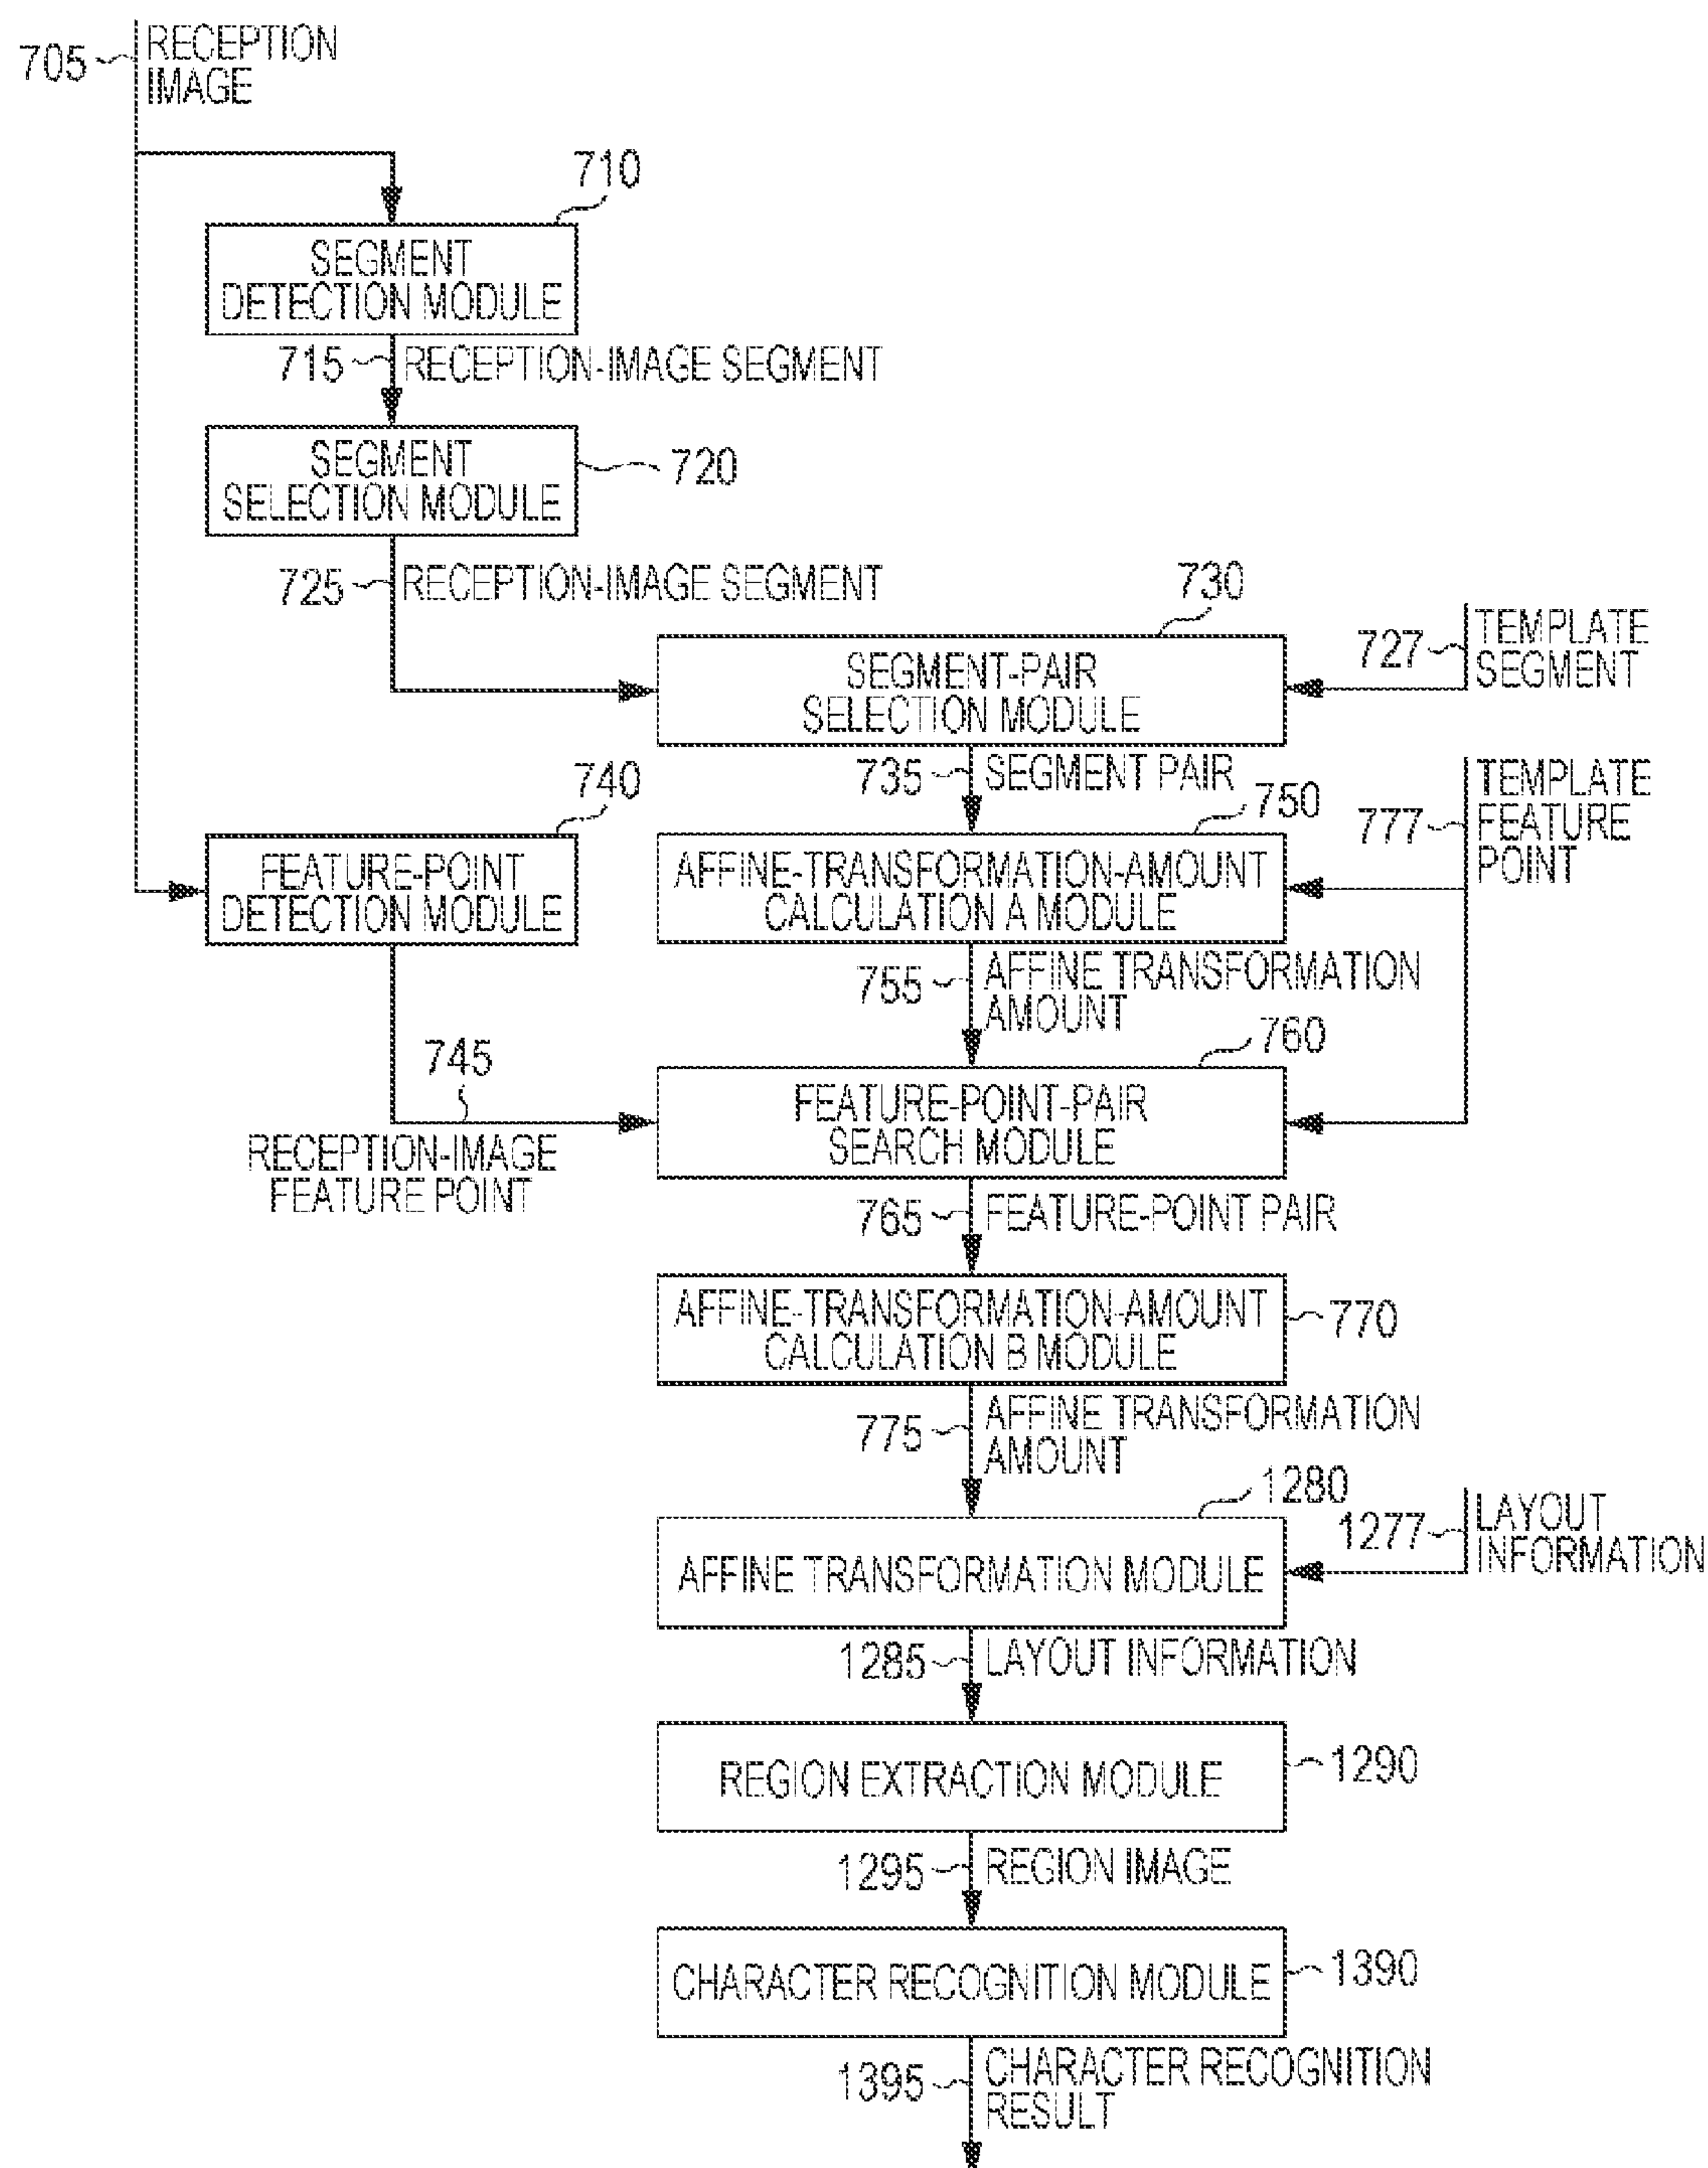 705
RECEPTION
IMAGE
710
SEGMENT
DETECTION MODULE
715
RECEPTION-IMAGE SEGMENT
SEGMENT
SELECTION MODULE
720
725
RECEPTION-IMAGE SEGMENT
730
SEGMENT-PAIR
SELECTION MODULE
727
TEMPLATE
SEGMENT
735
SEGMENT PAIR
740
FEATURE-POINT
DETECTION MODULE
750
AFFINE-TRANSFORMATION-AMOUNT
CALCULATION A MODULE
777
TEMPLATE
FEATURE
POINT
755
AFFINE TRANSFORMATION
AMOUNT
745
RECEPTION-IMAGE
FEATURE POINT
760
FEATURE-POINT-PAIR
SEARCH MODULE
765
FEATURE-POINT PAIR
AFFINE-TRANSFORMATION-AMOUNT
CALCULATION B MODULE
770
775
AFFINE TRANSFORMATION
AMOUNT
1280
AFFINE TRANSFORMATION MODULE
1277
LAYOUT
INFORMATION
1285
LAYOUT INFORMATION
REGION EXTRACTION MODULE
1290
1295
REGION IMAGE
CHARACTER RECOGNITION MODULE
1390
1395
CHARACTER RECOGNITION
RESULT